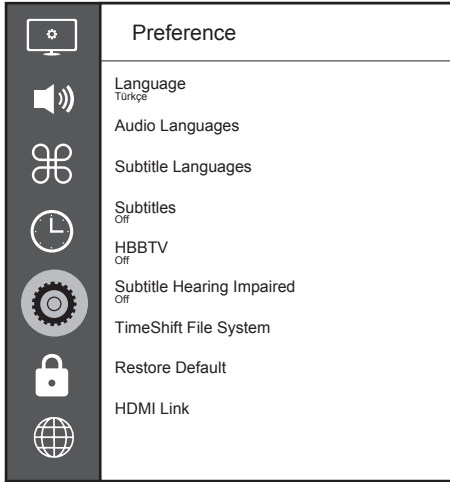 Preference
Language
Türkçe
Audio Languages
Subtitle Languages
Subtitles
Off
HBBTV
Off
Subtitle Hearing Impaired
Off
TimeShift File System
Restore Default
HDMI Link